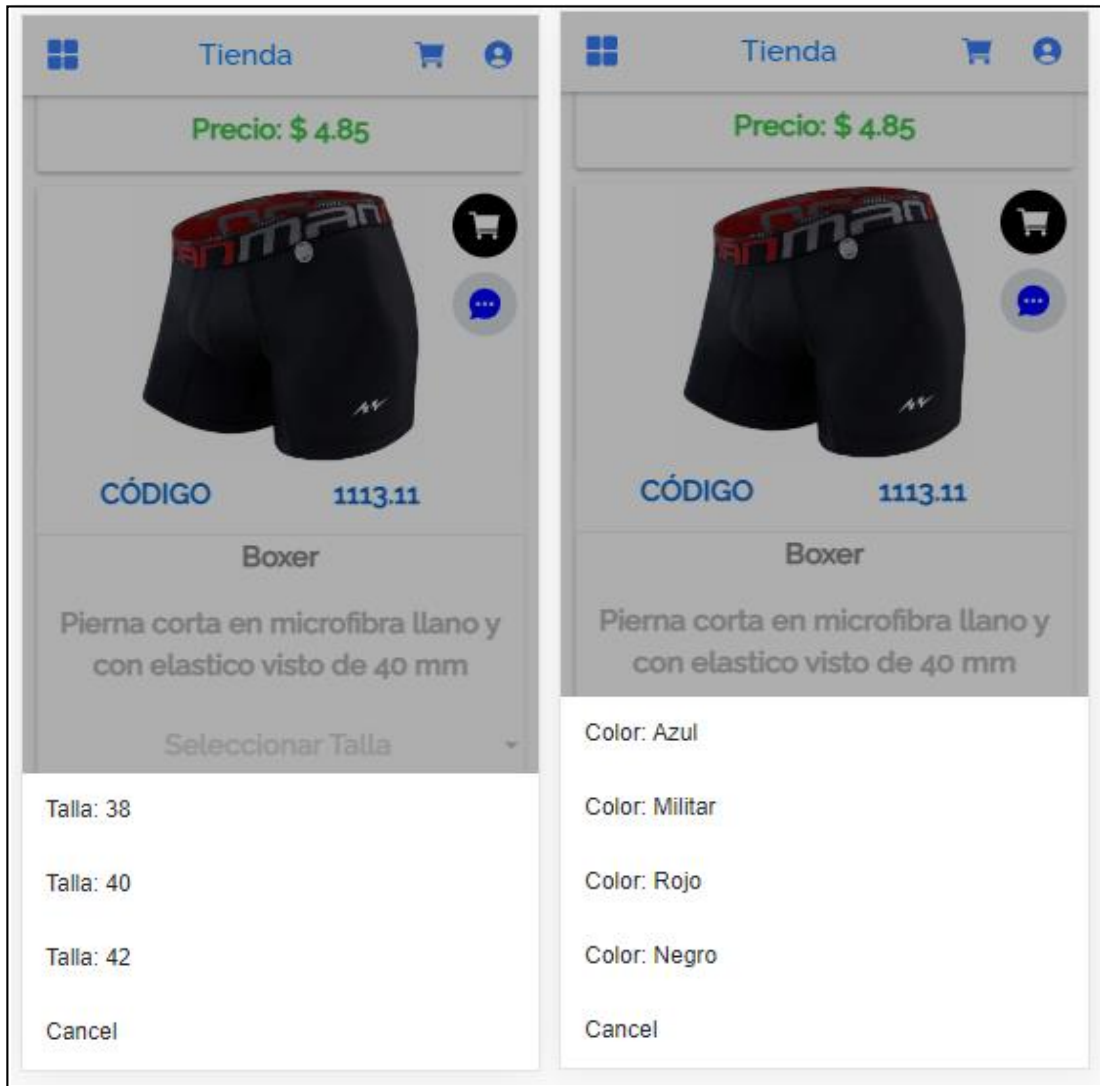 Tienda
Precio: $ 4.85
CÓDIGO 1113.11
Boxer
Pierna corta en microfibra llano y
con elastico visto de 40 mm
Seleccionar Talla
Talla: 38
Talla: 40
Talla: 42
Cancel
Tienda
Precio: $ 4.85
CÓDIGO 1113.11
Boxer
Pierna corta en microfibra llano y
con elastico visto de 40 mm
Color: Azul
Color: Militar
Color: Rojo
Color: Negro
Cancel